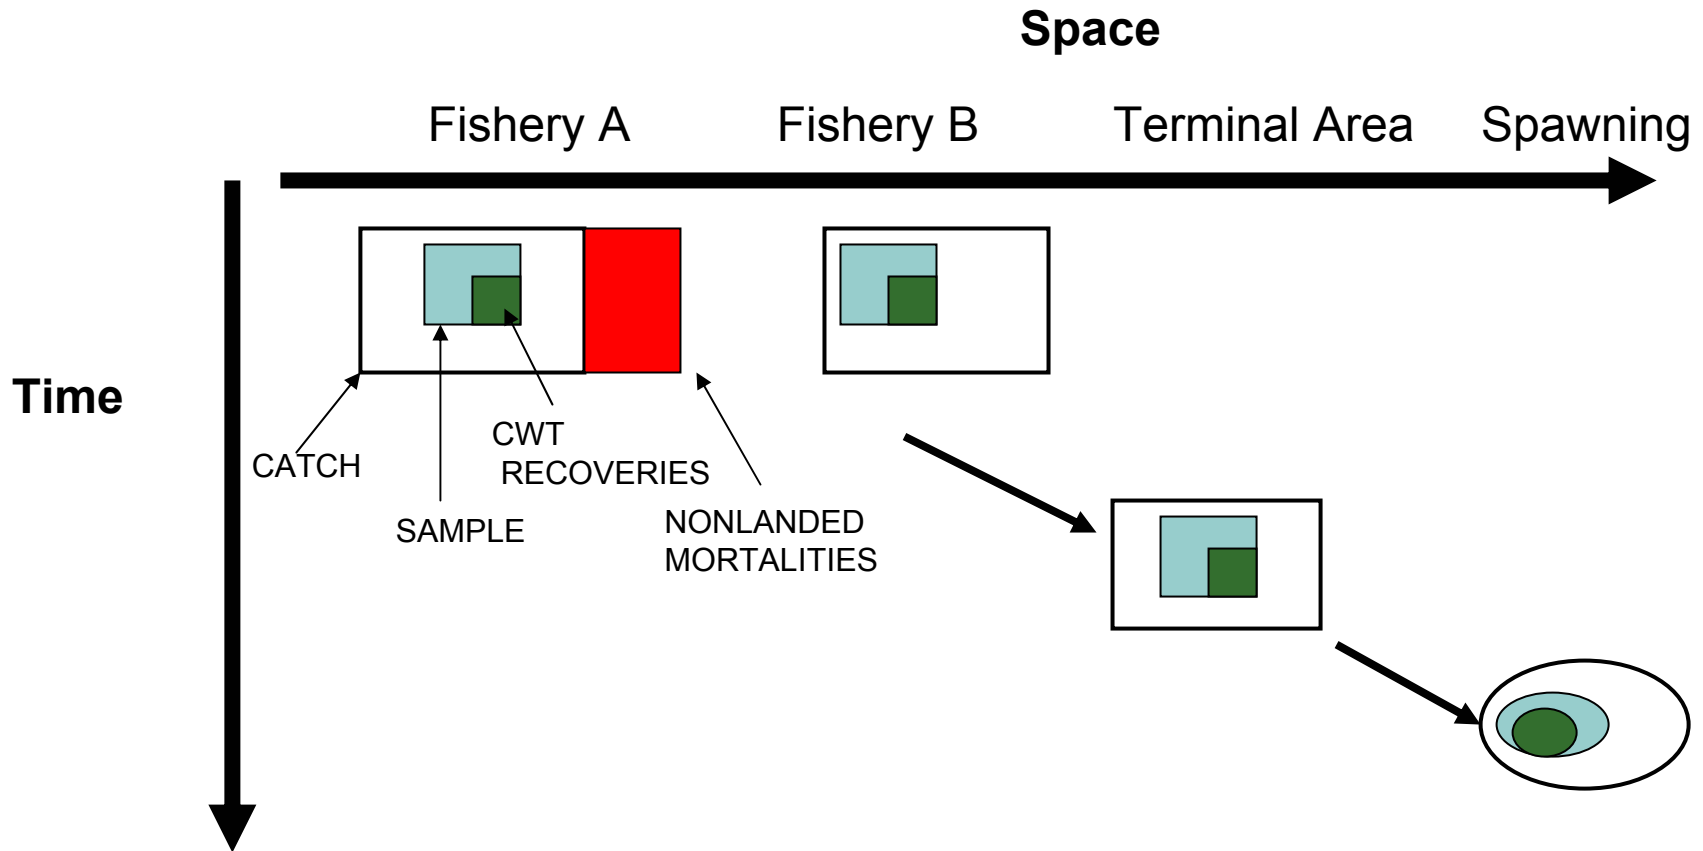 Space
Fishery A
Fishery B
Terminal Area
Spawning
Time
CATCH
SAMPLE
CWT
RECOVERIES
NONLANDED
MORTALITIES